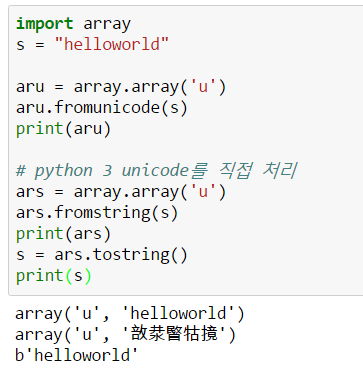 import array
s = "helloworld"
aru = array.array('u')
aru.fromunicode(s)
print(aru)
# python 3 unicode를 직접 처리
ars = array.array('u')
ars.fromstring(s)
print(ars)
s = ars.tostring()
print(s)
array('u', 'helloworld')
array('u', '敨汬睯牯摬')
b'helloworld'